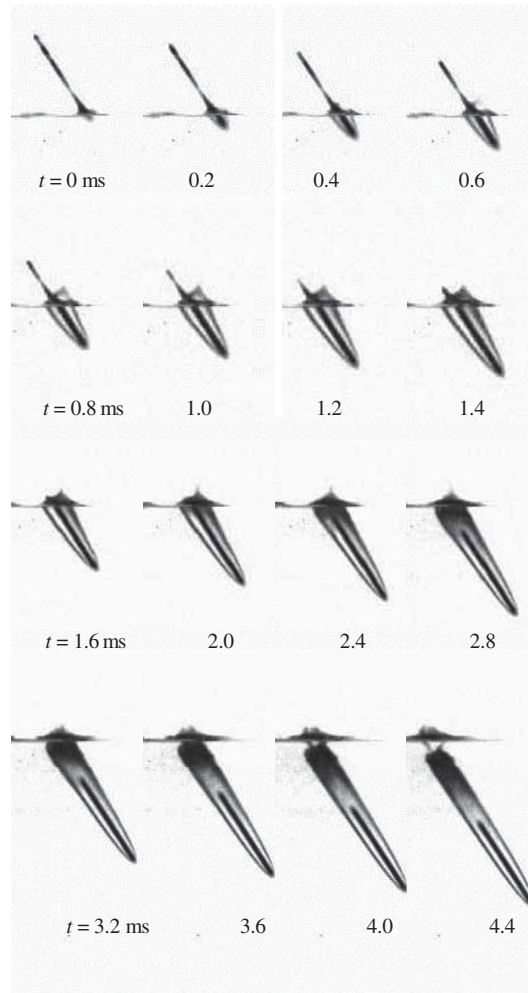 t = 0 ms 0.2 0.4 0.6
t = 0.8 ms 1.0 1.2 1.4
t = 1.6 ms 2.0 2.4 2.8
t = 3.2 ms 3.6 4.0 4.4